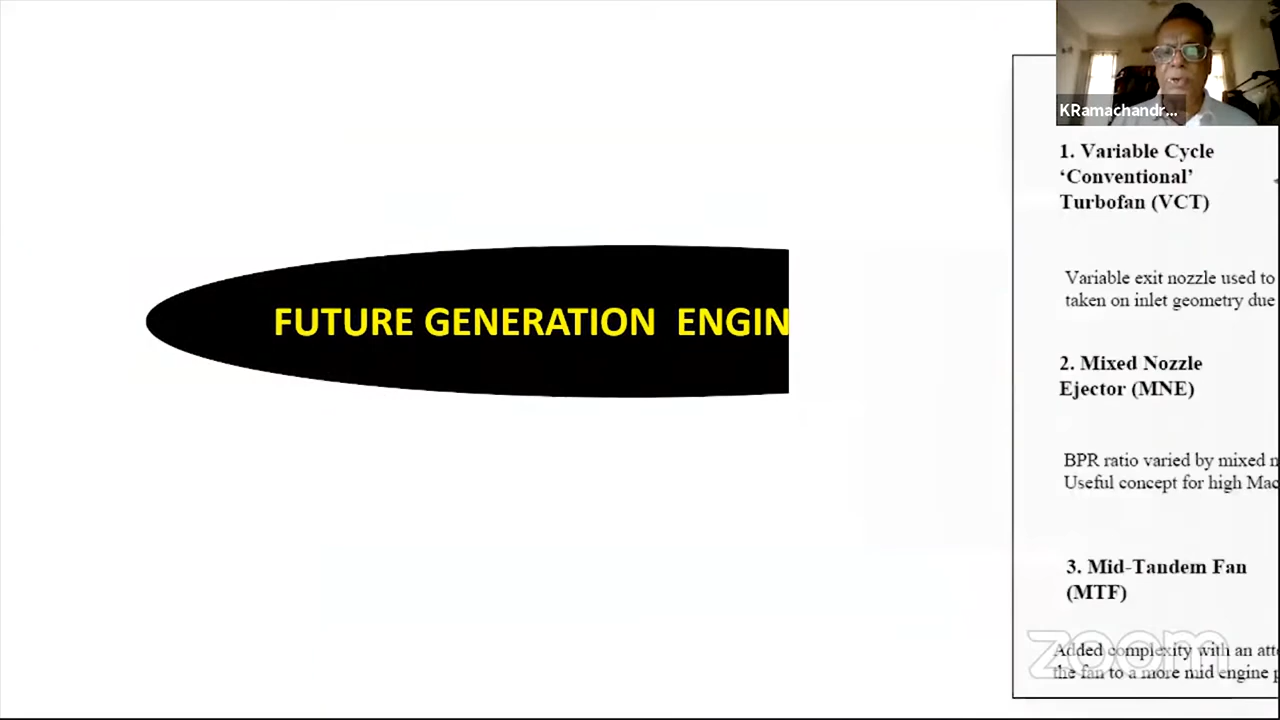 KRamachandr...
FUTURE GENERATION ENGIN
1. Variable Cycle
‘Conventional’
Turbofan (VCT)
Variable exit nozzle used to
taken on inlet geometry due
2. Mixed Nozzle
Ejector (MNE)
BPR ratio varied by mixed n
Useful concept for high Mac
3. Mid-Tandem Fan
(MTF)
Added complexity with an atte
the fan to a more mid engine p
zoom